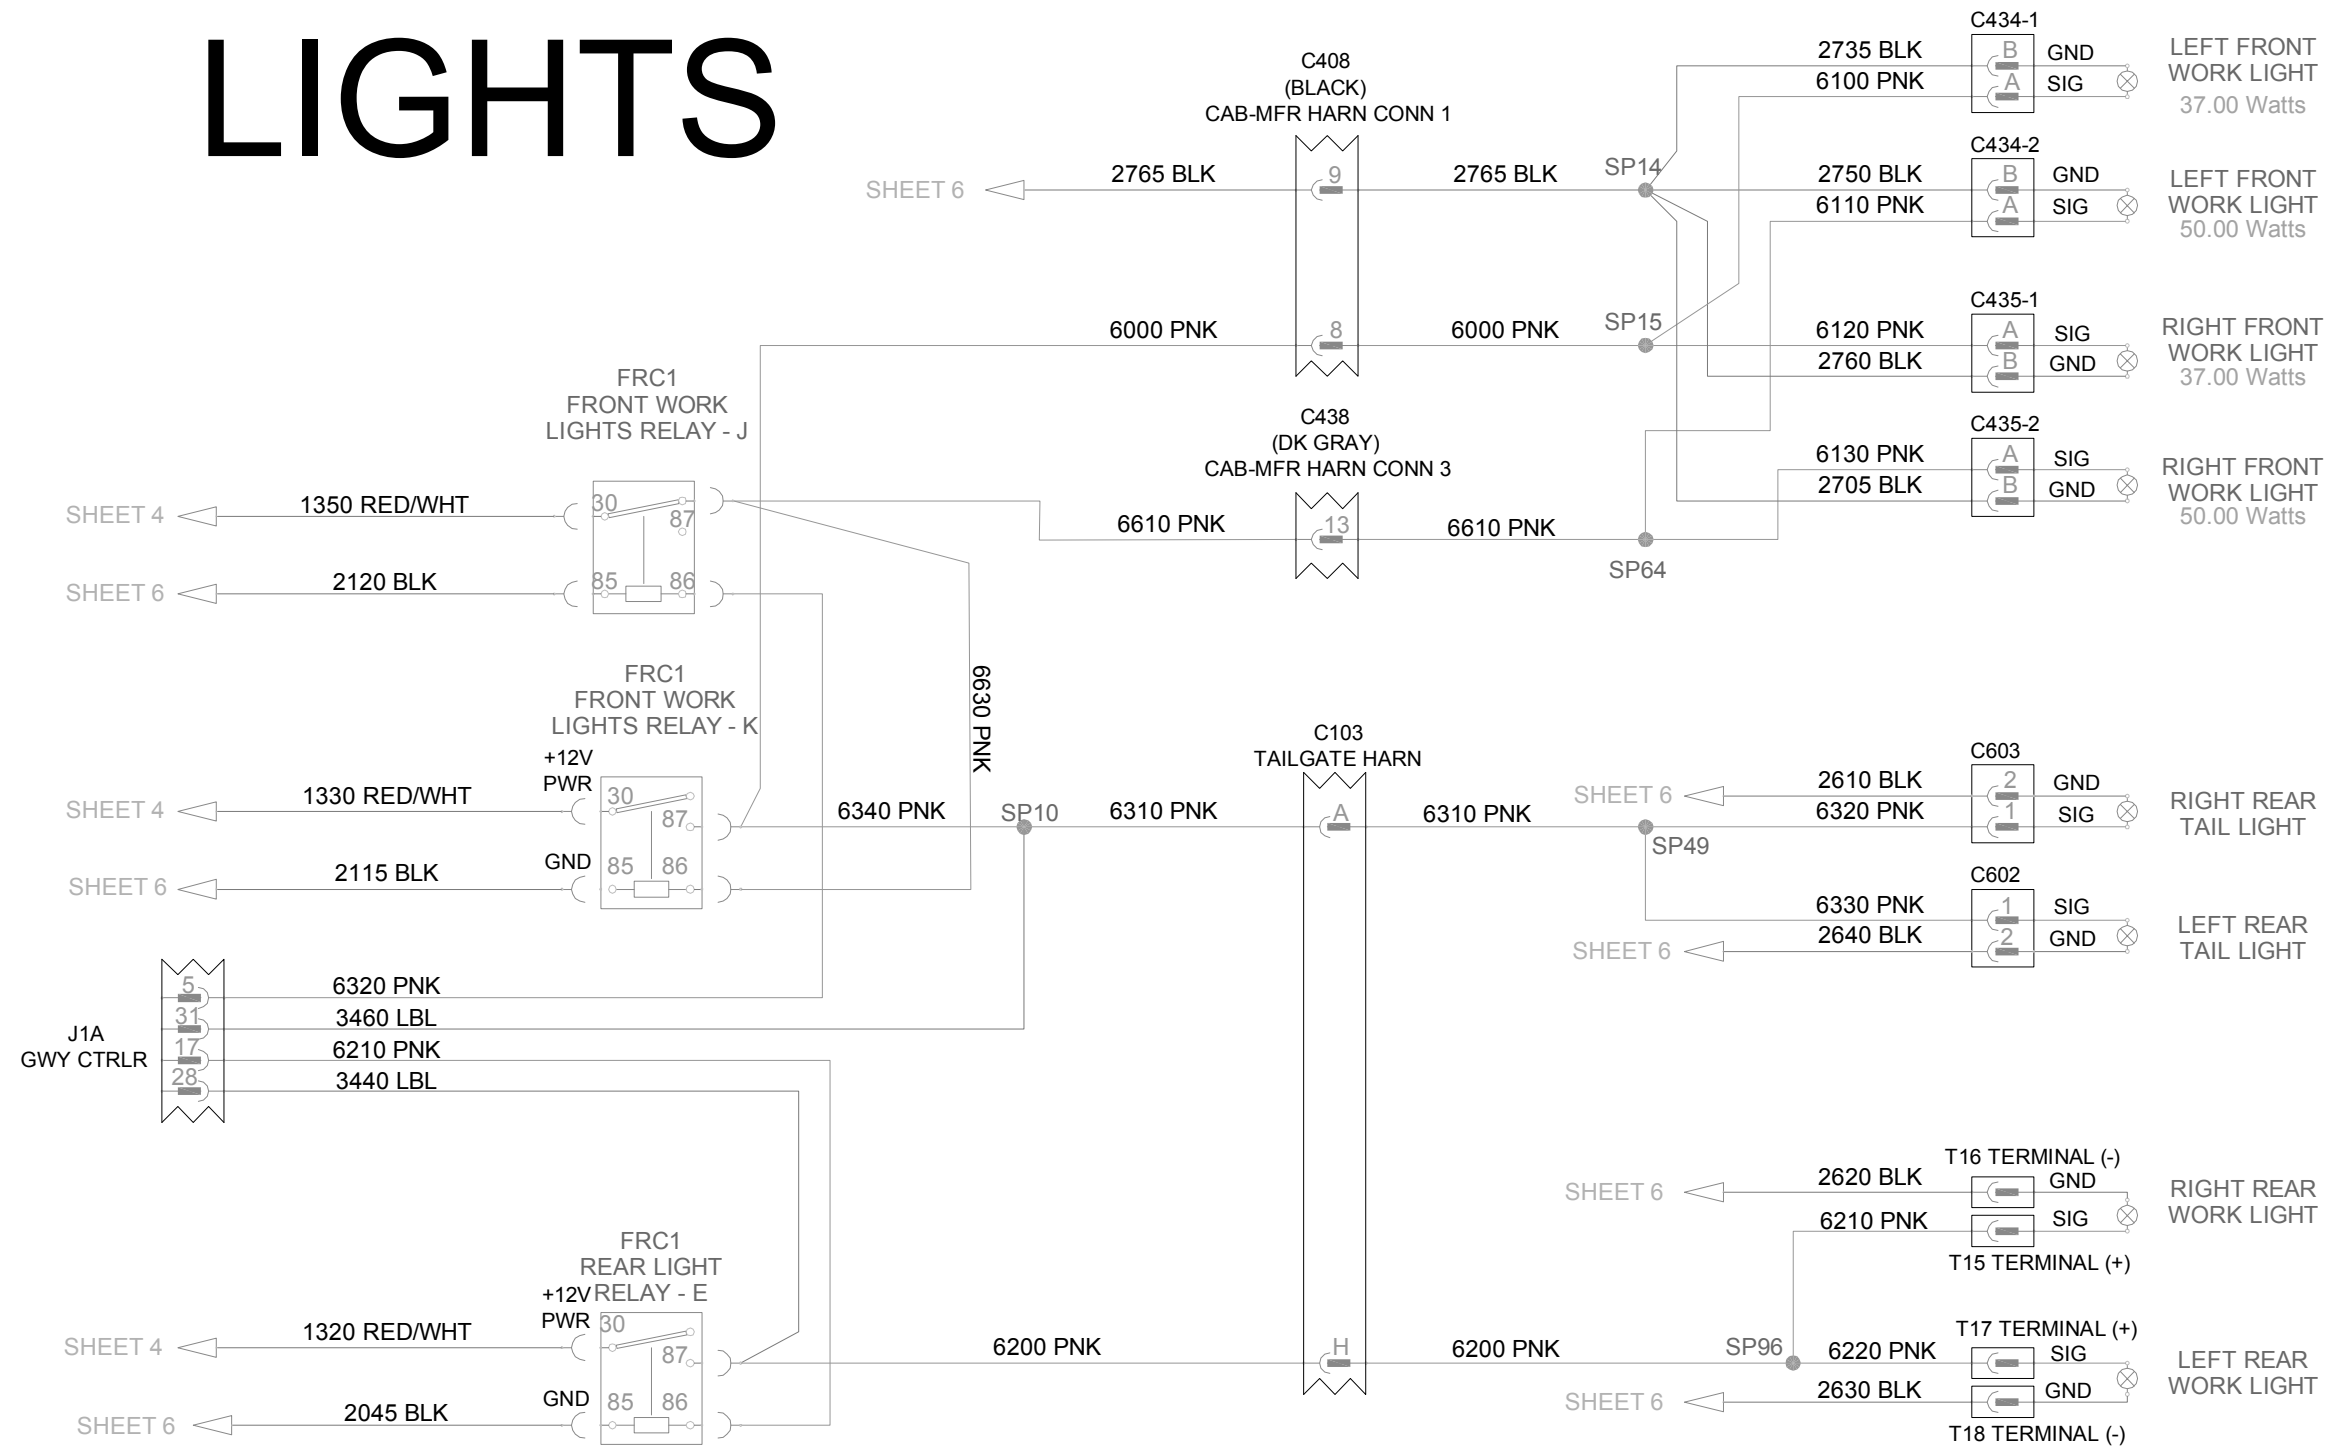 LIGHTS
C408
(BLACK)
CAB-MFR HARN CONN 1
SHEET 6
2765 BLK
9
2765 BLK
SP14
6000 PNK
8
6000 PNK
SP15
C434-1
2735 BLK
B
GND
6100 PNK
A
SIG
LEFT FRONT
WORK LIGHT
37.00 Watts
C434-2
2750 BLK
B
GND
6110 PNK
A
SIG
LEFT FRONT
WORK LIGHT
50.00 Watts
C435-1
6120 PNK
A
SIG
2760 BLK
B
GND
RIGHT FRONT
WORK LIGHT
37.00 Watts
C435-2
6130 PNK
A
SIG
2705 BLK
B
GND
RIGHT FRONT
WORK LIGHT
50.00 Watts
FRC1
FRONT WORK
LIGHTS RELAY - J
SHEET 4
1350 RED/WHT
30
87
SHEET 6
2120 BLK
85
86
C438
(DK GRAY)
CAB-MFR HARN CONN 3
6610 PNK
13
6610 PNK
SP64
6630 PNK
FRC1
FRONT WORK
LIGHTS RELAY - K
+12V
PWR
SHEET 4
1330 RED/WHT
30
87
GND
SHEET 6
2115 BLK
85
86
6340 PNK
SP10
6310 PNK
C103
TAILGATE HARN
A
6310 PNK
SP49
C603
SHEET 6
2610 BLK
2
GND
6320 PNK
1
SIG
RIGHT REAR
TAIL LIGHT
C602
6330 PNK
1
SIG
SHEET 6
2640 BLK
2
GND
LEFT REAR
TAIL LIGHT
J1A
GWY CTRLR
5
6320 PNK
31
3460 LBL
17
6210 PNK
28
3440 LBL
FRC1
REAR LIGHT
RELAY - E
+12V
PWR
SHEET 4
1320 RED/WHT
30
87
GND
SHEET 6
2045 BLK
85
86
6200 PNK
H
6200 PNK
SP96
T16 TERMINAL (-)
SHEET 6
2620 BLK
GND
6210 PNK
SIG
T15 TERMINAL (+)
RIGHT REAR
WORK LIGHT
T17 TERMINAL (+)
6220 PNK
SIG
SHEET 6
2630 BLK
GND
T18 TERMINAL (-)
LEFT REAR
WORK LIGHT